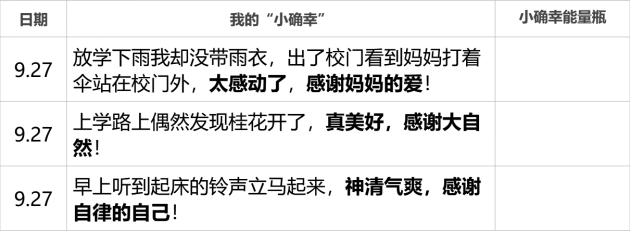 日期 我的“小确幸” 小确幸能量瓶
9.27 放学下雨我却没带雨衣，出了校门看到妈妈打着
伞站在校门外，太感动了，感谢妈妈的爱！
9.27 上学路上偶然发现桂花开了，真美好，感谢大自
然！
9.27 早上听到起床的铃声立马起来，神清气爽，感谢
自律的自己！